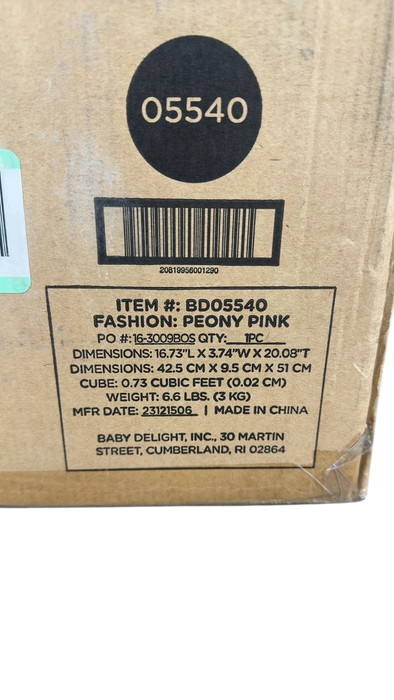 05540
20819956001290
ITEM #: BD05540
FASHION: PEONY PINK
PO #:16-3009BOS QTY: 1PC
DIMENSIONS: 16.73"L X 3.74"W X 20.08"T
DIMENSIONS: 42.5 CM X 9.5 CM X 51 CM
CUBE: 0.73 CUBIC FEET (0.02 CM)
WEIGHT: 6.6 LBS. (3 KG)
MFR DATE: 23121506 | MADE IN CHINA
BABY DELIGHT, INC., 30 MARTIN
STREET, CUMBERLAND, RI 02864